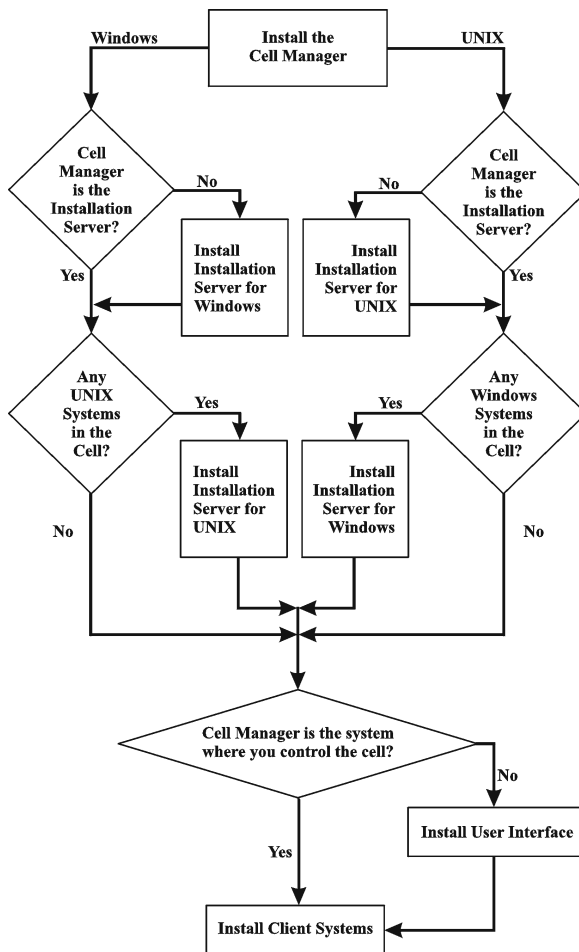 Windows
Install the
Cell Manager
UNIX
Cell
Manager
is the
Installation
Server?
No
Yes
Install
Installation
Server for
Windows
Cell
Manager
is the
Installation
Server?
No
Yes
Install
Installation
Server for
UNIX
Any
UNIX
Systems
in the
Cell?
Yes
No
Install
Installation
Server for
UNIX
Any
Windows
Systems
in the
Cell?
Yes
No
Install
Installation
Server for
Windows
Cell Manager is the system
where you control the cell?
No
Install User Interface
Yes
Install Client Systems